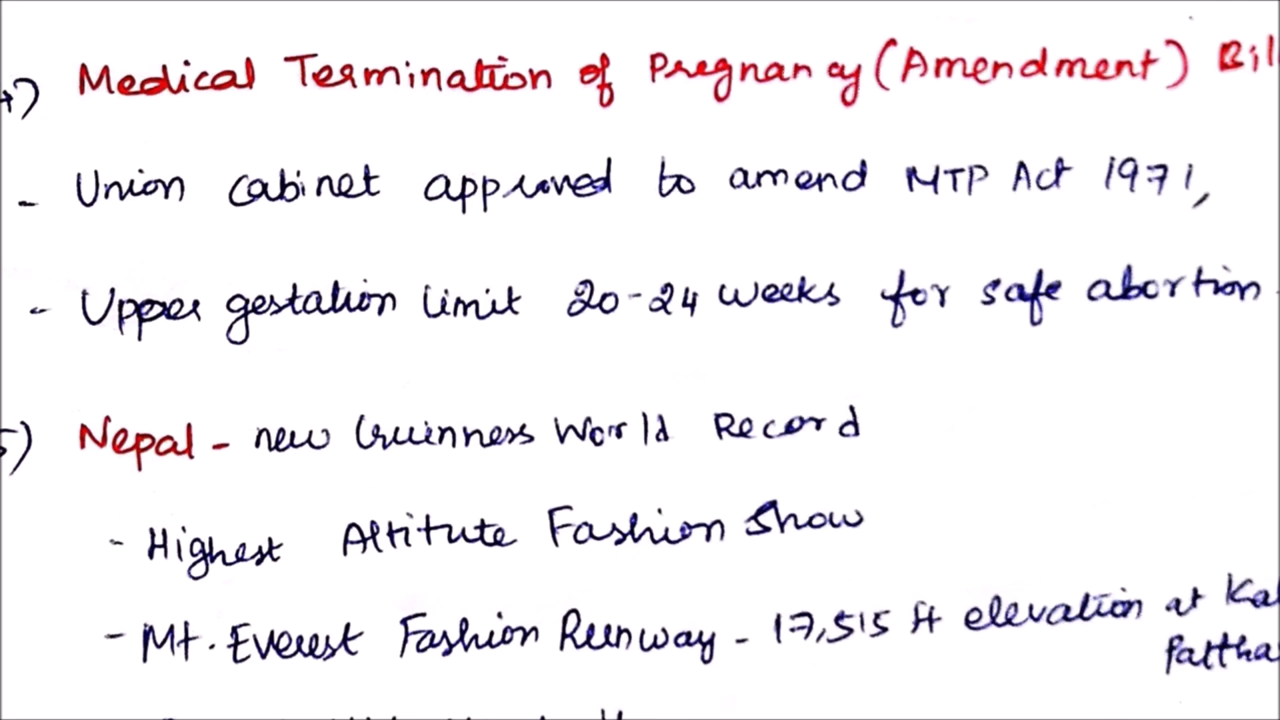 4) Medical Termination of Pregnancy (Amendment) Bil
- Union cabinet approved to amend MTP Act 1971,
- Upper gestation limit 20-24 weeks for safe abortion
5) Nepal - new Guinness World Record
- Highest Altitute Fashion Show
- Mt. Everest Fashion Runway - 17,515 ft elevation at Kal
Pattha